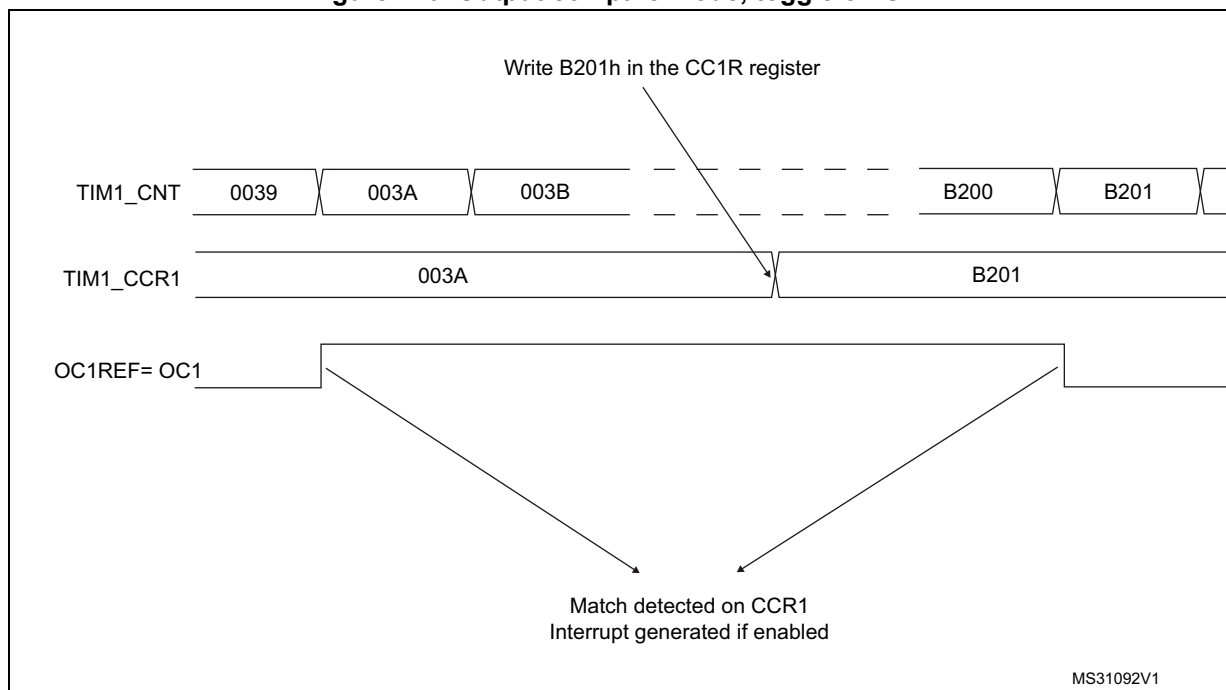 Write B201h in the CC1R register
TIM1_CNT 0039 003A 003B B200 B201
TIM1_CCR1 003A B201
OC1REF= OC1
Match detected on CCR1
Interrupt generated if enabled
MS31092V1